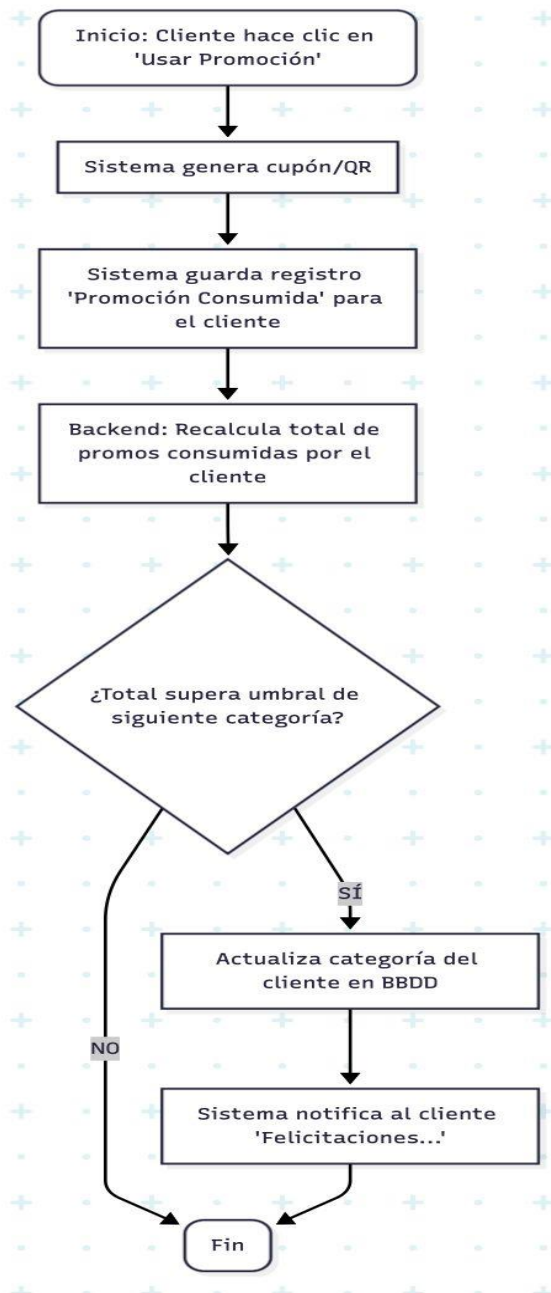 Inicio: Cliente hace clic en
'Usar Promoción'
Sistema genera cupón/QR
Sistema guarda registro
'Promoción Consumida' para
el cliente
Backend: Recalcula total de
promos consumidas por el
cliente
¿Total supera umbral de
siguiente categoría?
SÍ
Actualiza categoría del
cliente en BBDD
NO
Sistema notifica al cliente
'Felicitaciones...'
Fin